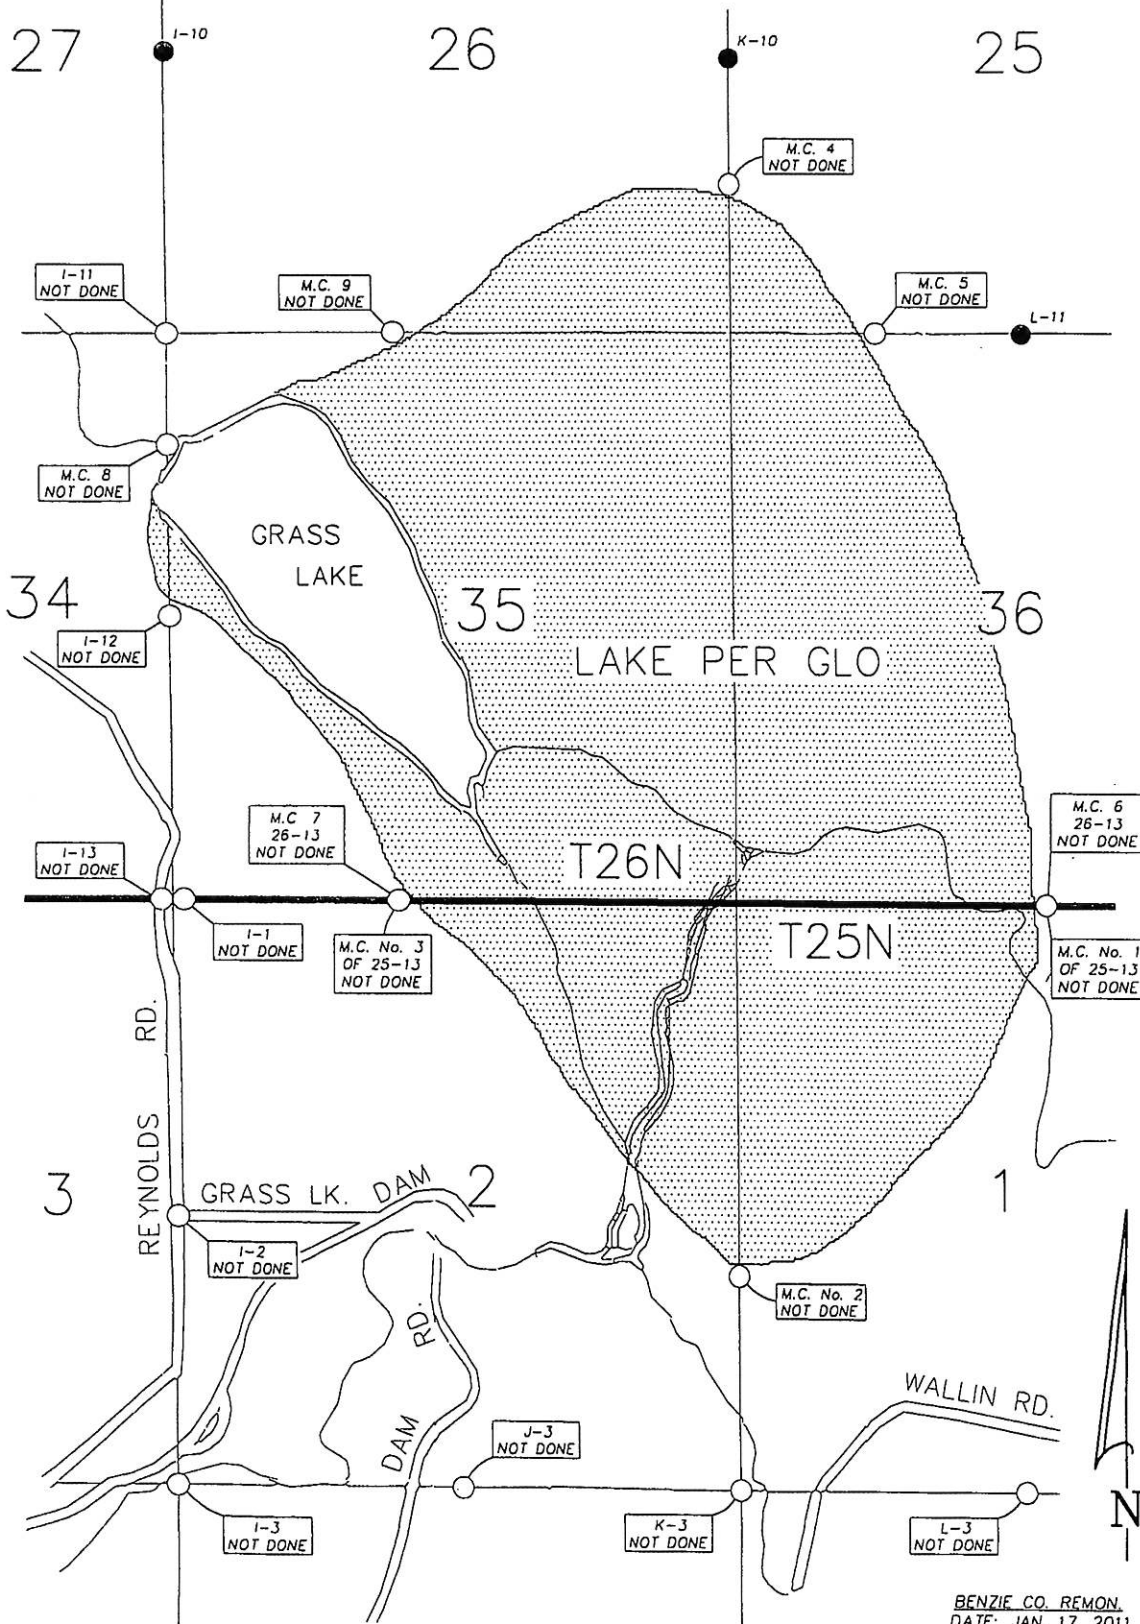 27
26
25
I-10
K-10
M.C. 4
NOT DONE
I-11
NOT DONE
M.C. 9
NOT DONE
M.C. 5
NOT DONE
L-11
M.C. 8
NOT DONE
GRASS
LAKE
34
35
36
I-12
NOT DONE
LAKE PER GLO
M.C 7
26-13
NOT DONE
M.C. 6
26-13
NOT DONE
I-13
NOT DONE
T26N
T25N
I-1
NOT DONE
M.C. No. 3
OF 25-13
NOT DONE
M.C. No. 1
OF 25-13
NOT DONE
REYNOLDS RD.
3
GRASS LK. DAM
2
1
I-2
NOT DONE
M.C. No. 2
NOT DONE
DAM RD.
WALLIN RD.
J-3
NOT DONE
I-3
NOT DONE
K-3
NOT DONE
L-3
NOT DONE
N
BENZIE CO. REMON.
DATE: JAN. 17, 2011